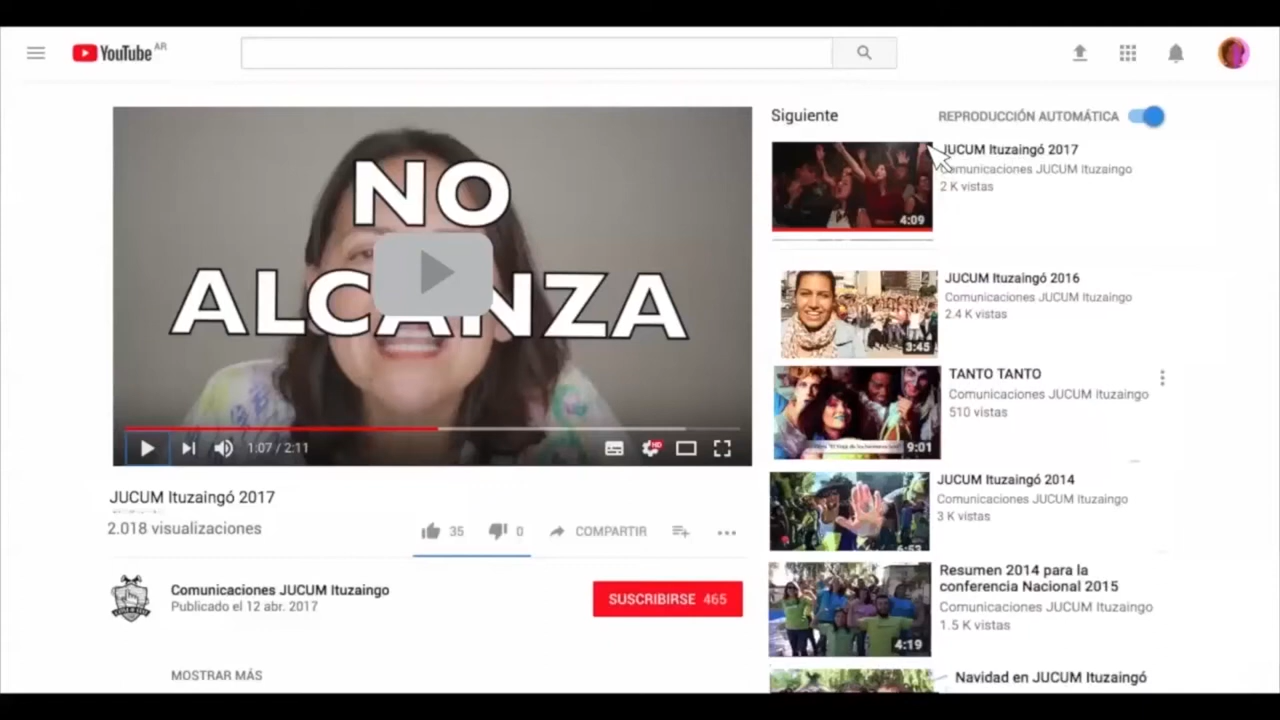 YouTube AR
NO
ALCANZA
1:07 / 2:11
HD
JUCUM Ituzaingó 2017
2.018 visualizaciones
35
0
COMPARTIR
Comunicaciones JUCUM Ituzaingo
Publicado el 12 abr. 2017
SUSCRIBIRSE 465
MOSTRAR MÁS
Siguiente
REPRODUCCIÓN AUTOMÁTICA
JUCUM Ituzaingó 2017
Comunicaciones JUCUM Ituzaingo
2 K vistas
4:09
JUCUM Ituzaingó 2016
Comunicaciones JUCUM Ituzaingo
2.4 K vistas
3:45
TANTO TANTO
Comunicaciones JUCUM Ituzaingo
510 vistas
9:01
JUCUM Ituzaingó 2014
Comunicaciones JUCUM Ituzaingo
3 K vistas
6:53
Resumen 2014 para la
conferencia Nacional 2015
Comunicaciones JUCUM Ituzaingo
1.5 K vistas
4:19
Navidad en JUCUM Ituzaingó